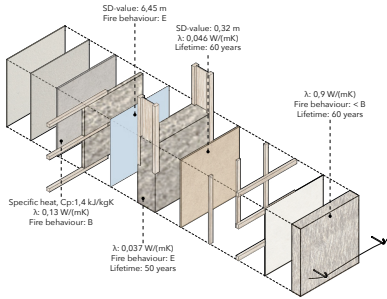 SD-value: 6,45 m
Fire behaviour: E
SD-value: 0,32 m
λ: 0,046 W/(mK)
Lifetime: 60 years
λ: 0,9 W/(mK)
Fire behaviour: < B
Lifetime: 60 years
Specific heat, Cp:1,4 kJ/kgK
λ: 0,13 W/(mK)
Fire behaviour: B
λ: 0,037 W/(mK)
Fire behaviour: E
Lifetime: 50 years